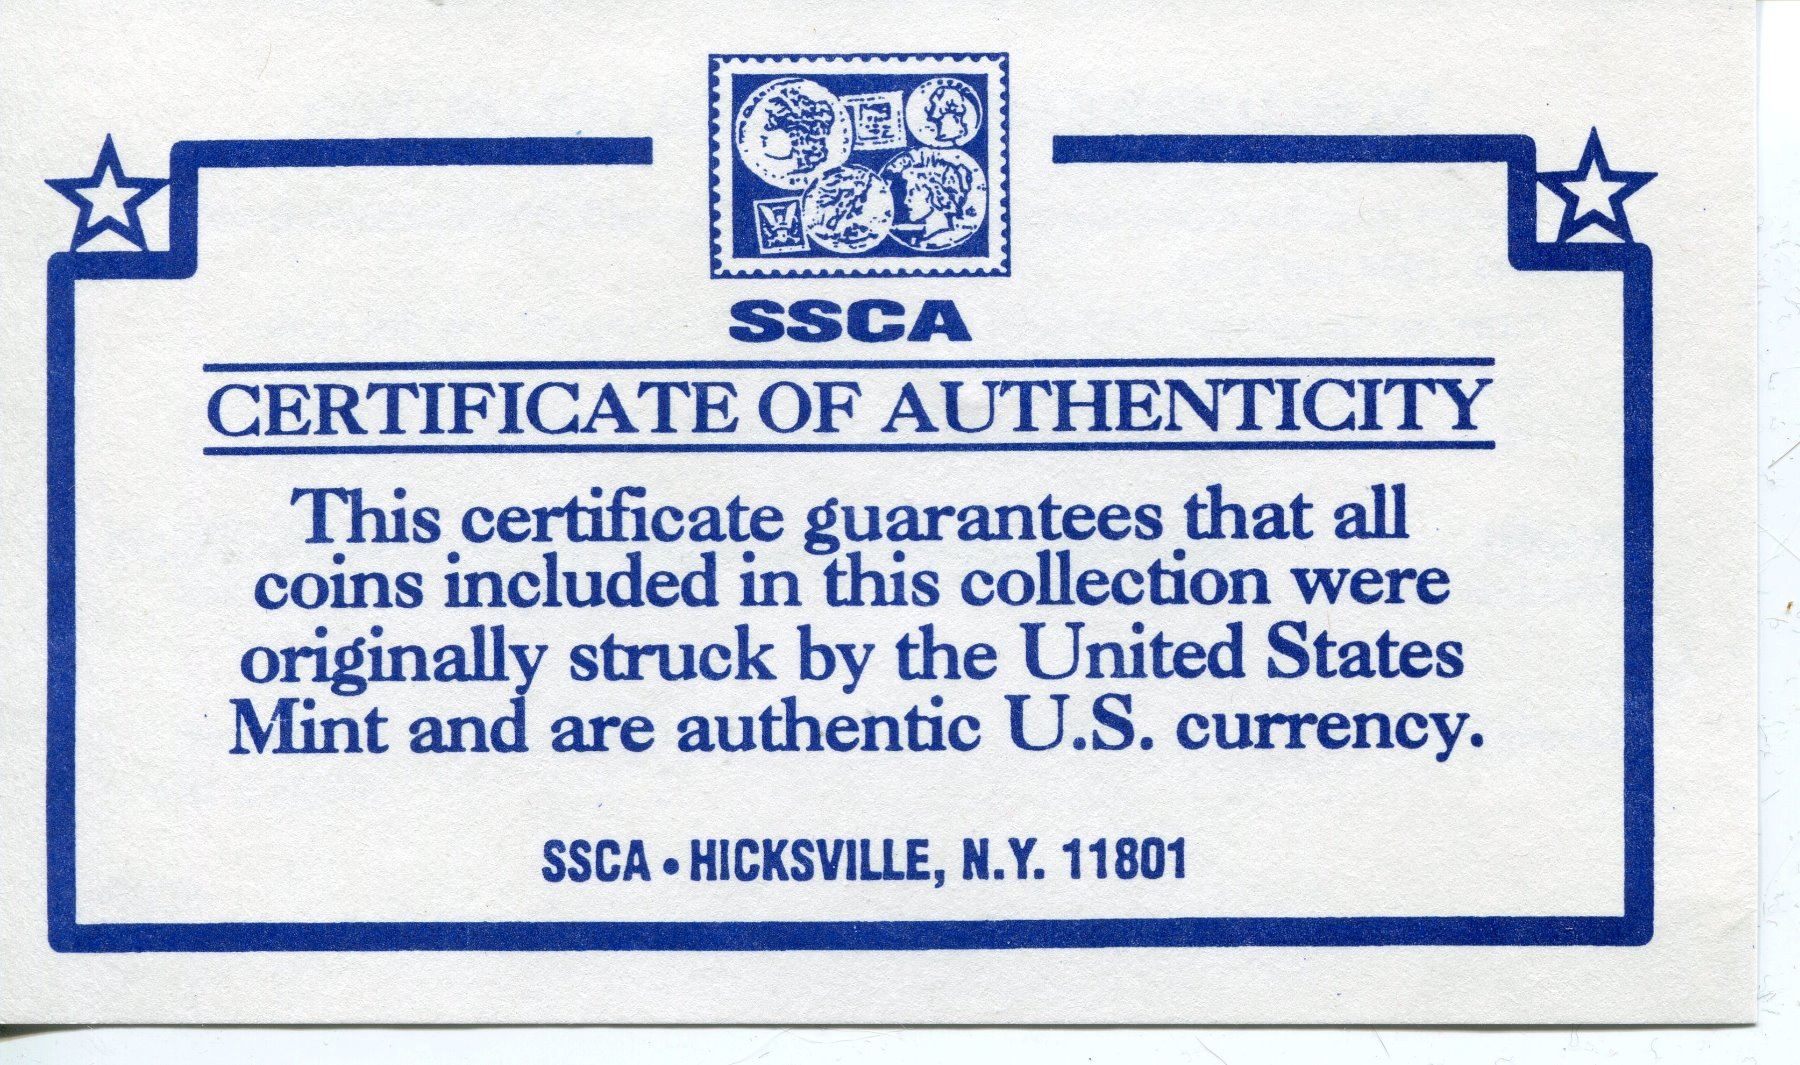 SSCA
CERTIFICATE OF AUTHENTICITY
This certificate guarantees that all
coins included in this collection were
originally struck by the United States
Mint and are authentic U.S. currency.
SSCA • HICKSVILLE, N.Y. 11801